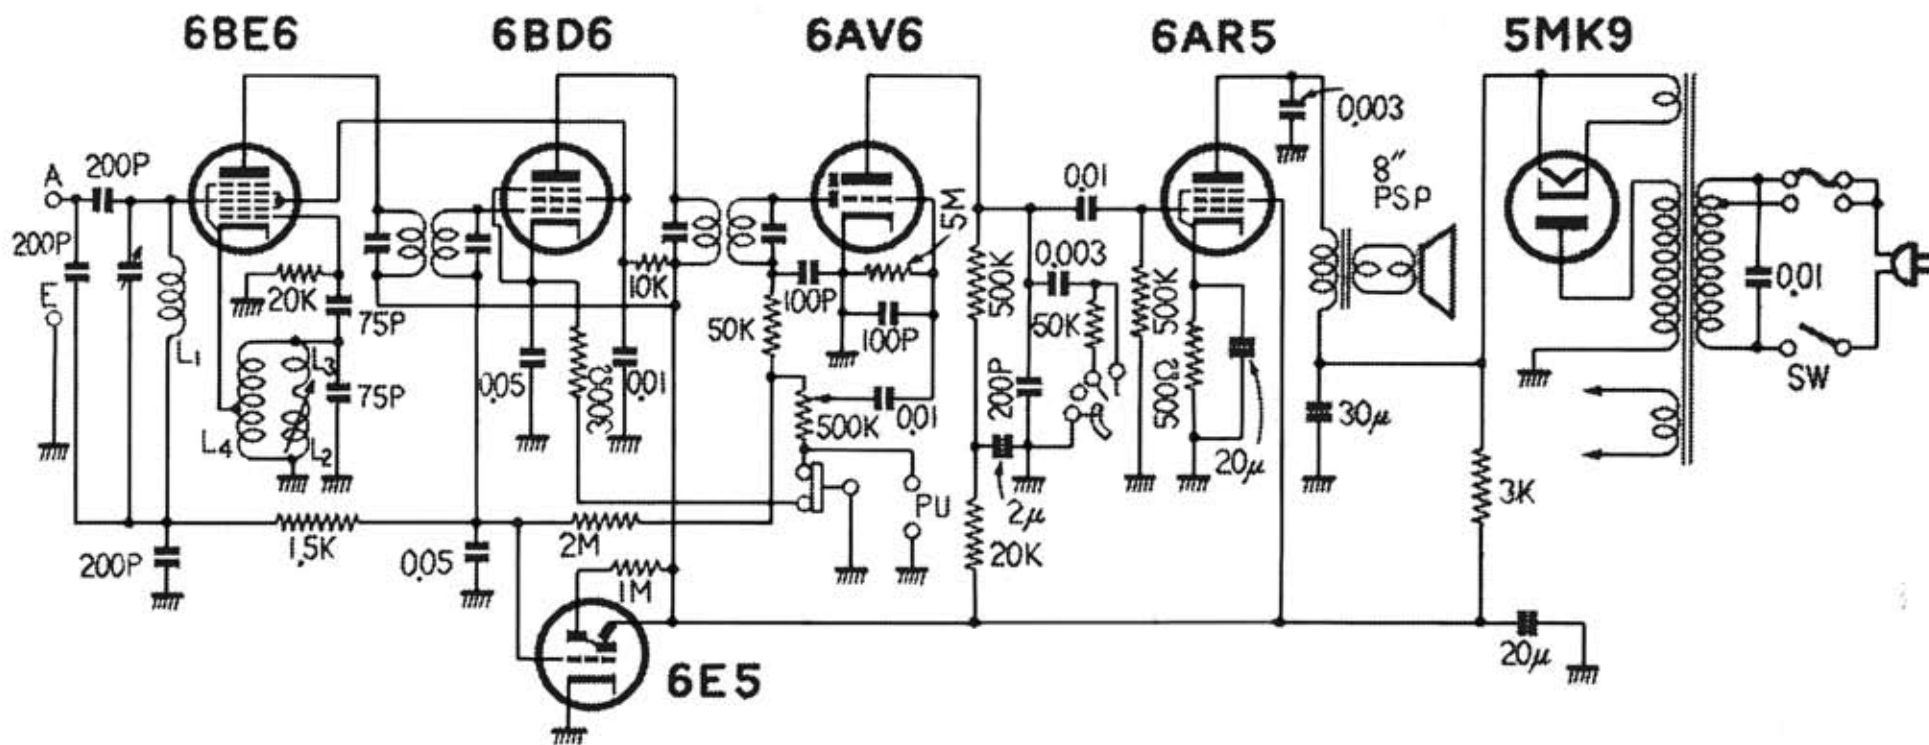 6BE6 6BD6 6AV6 6AR5 5MK9
A
200P
200P
E
L1
20K
75P
L3
75P
L4
L2
200P
1.5K
0.05
0.05
300Ω
0.01
10K
2M
1M
6E5
50K
100P
5M
100P
500K
0.01
PU
500K
200P
2μ
20K
0.01
0.003
50K
500K
500Ω
20μ
0.003
8″
PSP
30μ
3K
20μ
0.01
SW